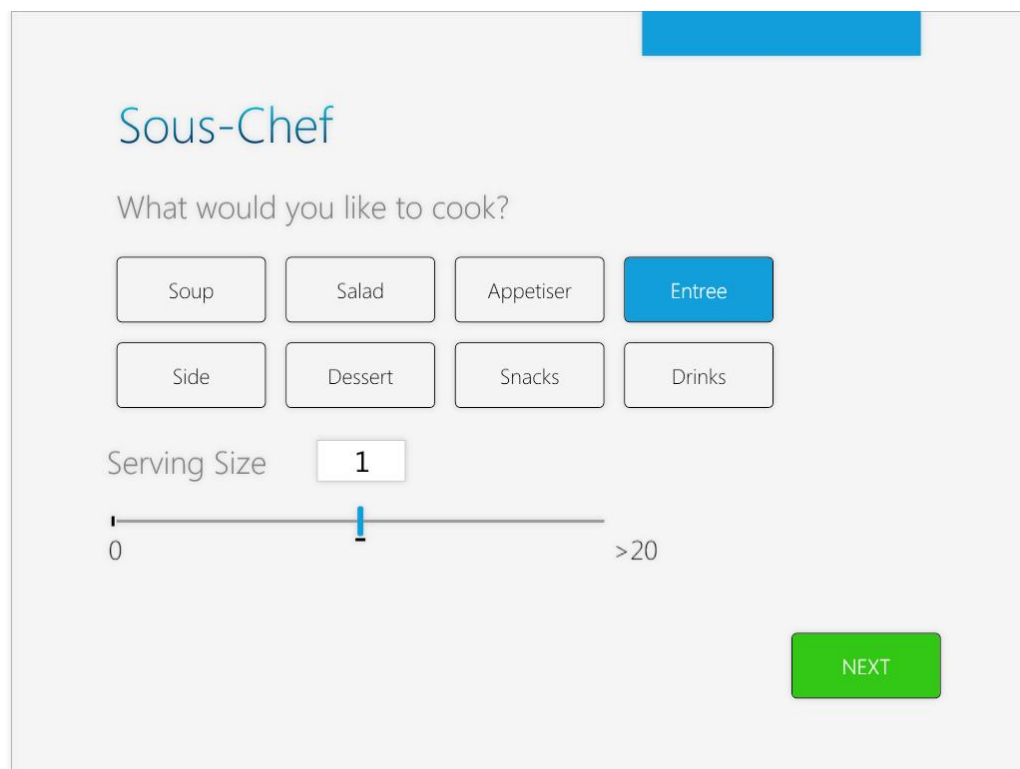 Sous-Chef
What would you like to cook?
Soup Salad Appetiser Entree
Side Dessert Snacks Drinks
Serving Size 1
0 >20
NEXT